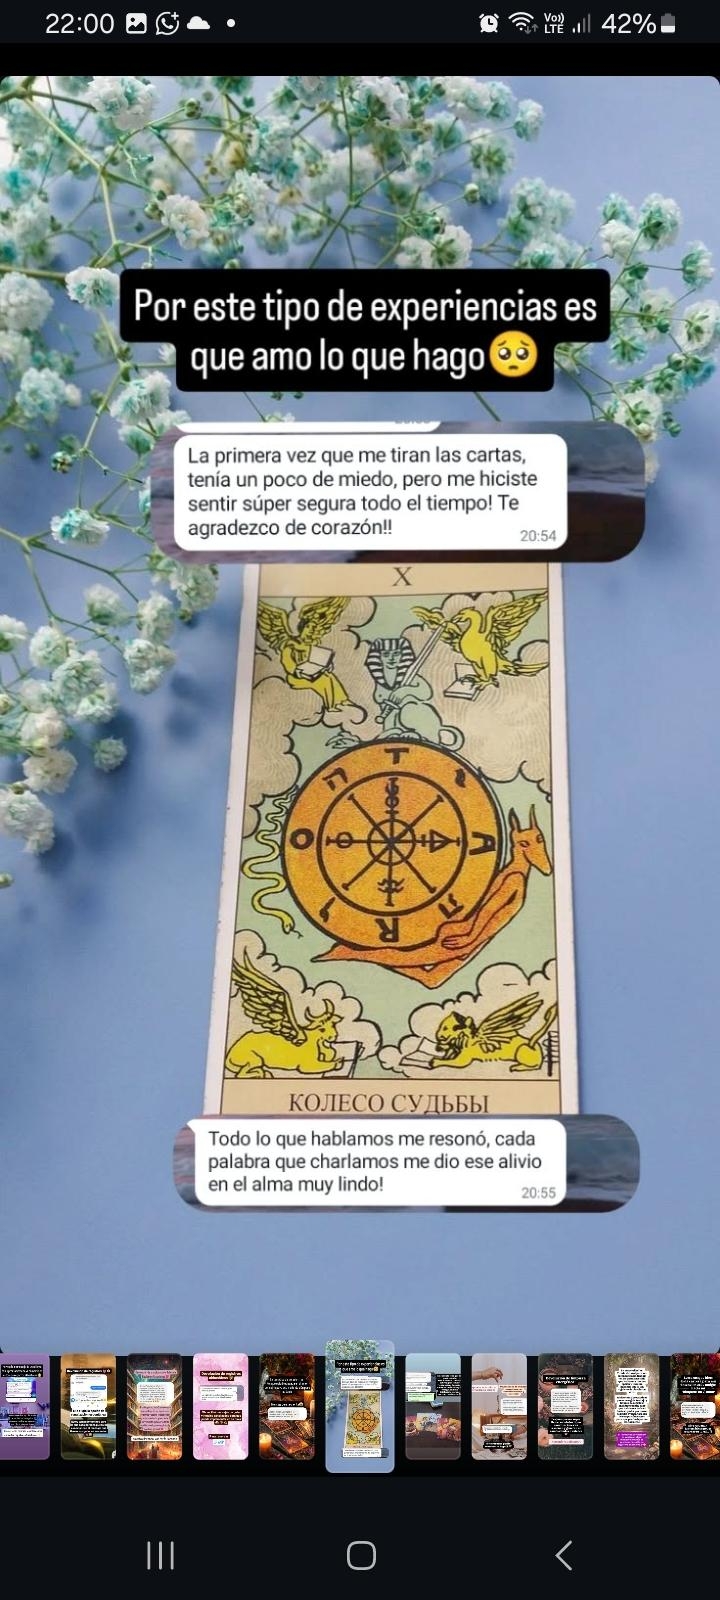 22:00
Vo))
LTE
42%
Por este tipo de experiencias es
que amo lo que hago🥺
La primera vez que me tiran las cartas,
tenía un poco de miedo, pero me hiciste
sentir súper segura todo el tiempo! Te
agradezco de corazón!!
20:54
X
T
A
R
O
КОЛЕСО СУДЬБЫ
Todo lo que hablamos me resonó, cada
palabra que charlamos me dio ese alivio
en el alma muy lindo!
20:55